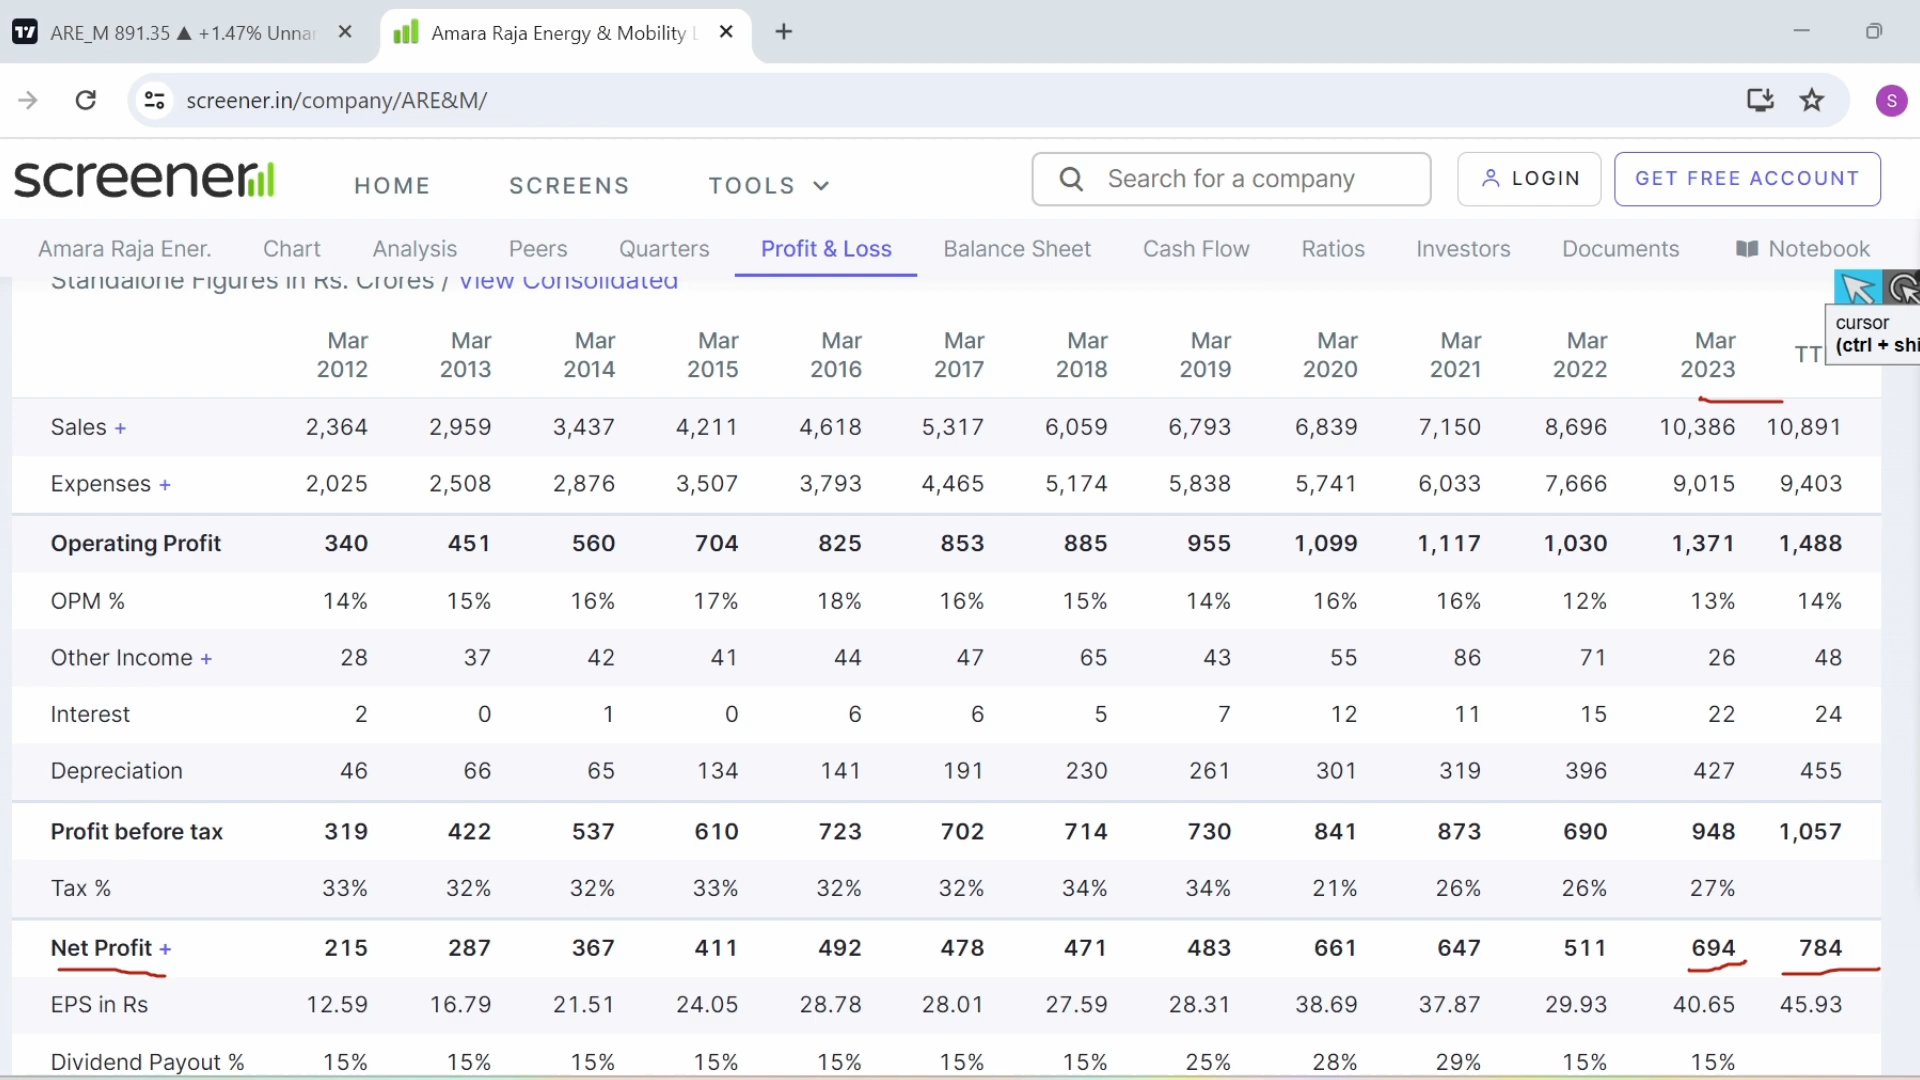 ARE_M 891.35 ▲ +1.47% Unnar
Amara Raja Energy & Mobility L
screener.in/company/ARE&M/
S
screener
HOME
SCREENS
TOOLS
Search for a company
LOGIN
GET FREE ACCOUNT
Amara Raja Ener. Chart Analysis Peers Quarters Profit & Loss Balance Sheet Cash Flow Ratios Investors Documents Notebook
Standalone Figures in Rs. Crores / View Consolidated
cursor
(ctrl + shi
Mar 2012 Mar 2013 Mar 2014 Mar 2015 Mar 2016 Mar 2017 Mar 2018 Mar 2019 Mar 2020 Mar 2021 Mar 2022 Mar 2023 TT
Sales + 2,364 2,959 3,437 4,211 4,618 5,317 6,059 6,793 6,839 7,150 8,696 10,386 10,891
Expenses + 2,025 2,508 2,876 3,507 3,793 4,465 5,174 5,838 5,741 6,033 7,666 9,015 9,403
Operating Profit 340 451 560 704 825 853 885 955 1,099 1,117 1,030 1,371 1,488
OPM % 14% 15% 16% 17% 18% 16% 15% 14% 16% 16% 12% 13% 14%
Other Income + 28 37 42 41 44 47 65 43 55 86 71 26 48
Interest 2 0 1 0 6 6 5 7 12 11 15 22 24
Depreciation 46 66 65 134 141 191 230 261 301 319 396 427 455
Profit before tax 319 422 537 610 723 702 714 730 841 873 690 948 1,057
Tax % 33% 32% 32% 33% 32% 32% 34% 34% 21% 26% 26% 27%
Net Profit + 215 287 367 411 492 478 471 483 661 647 511 694 784
EPS in Rs 12.59 16.79 21.51 24.05 28.78 28.01 27.59 28.31 38.69 37.87 29.93 40.65 45.93
Dividend Payout % 15% 15% 15% 15% 15% 15% 15% 25% 28% 29% 15% 15%